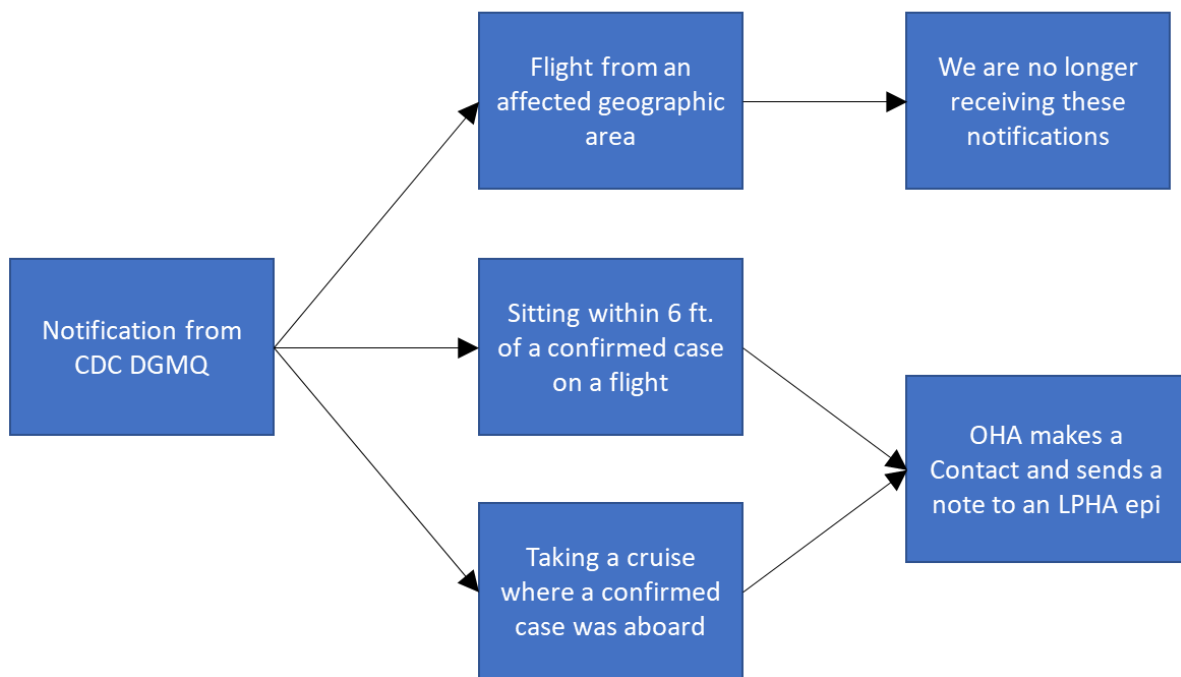 Flight from an
affected geographic
area
We are no longer
receiving these
notifications
Notification from
CDC DGMQ
Sitting within 6 ft.
of a confirmed case
on a flight
OHA makes a
Contact and sends a
note to an LPHA epi
Taking a cruise
where a confirmed
case was aboard